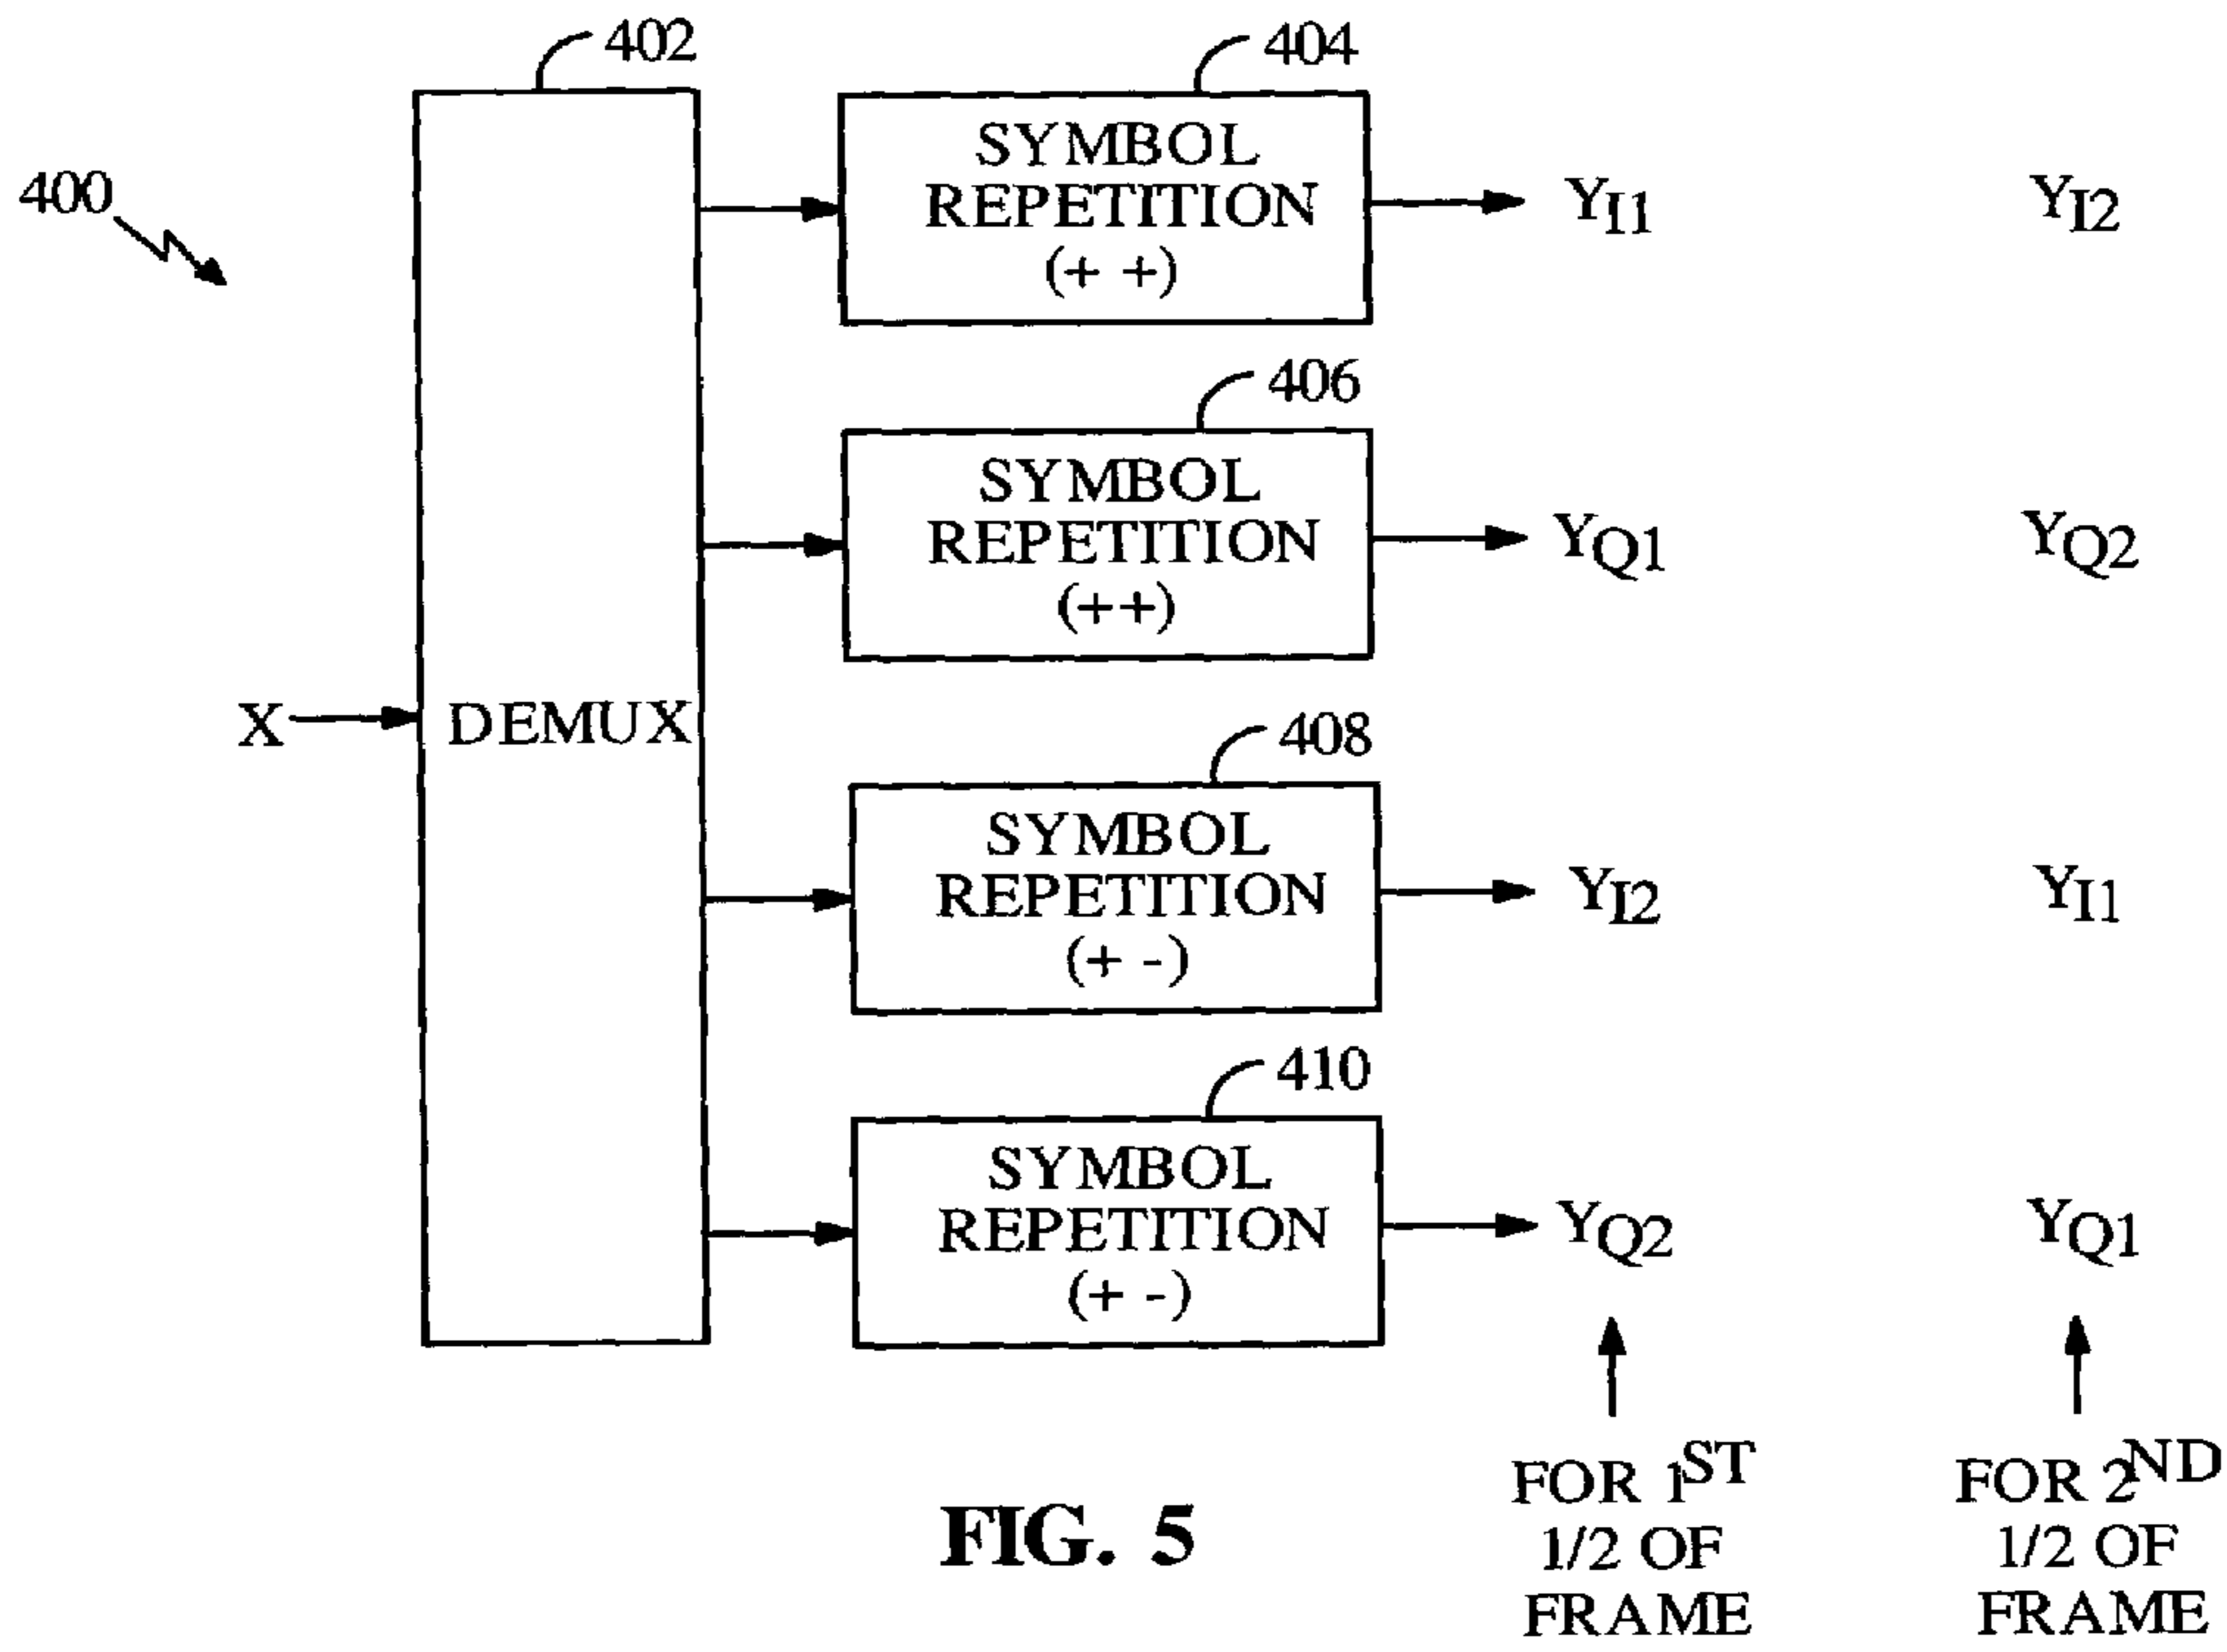 402
404
400
SYMBOL
REPETITION
(+ +)
YI1
YI2
406
SYMBOL
REPETITION
(++)
YQ1
YQ2
X
DEMUX
408
SYMBOL
REPETITION
(+ -)
YI2
YI1
410
SYMBOL
REPETITION
(+ -)
YQ2
YQ1
FOR 1ST
1/2 OF
FRAME
FOR 2ND
1/2 OF
FRAME
FIG. 5